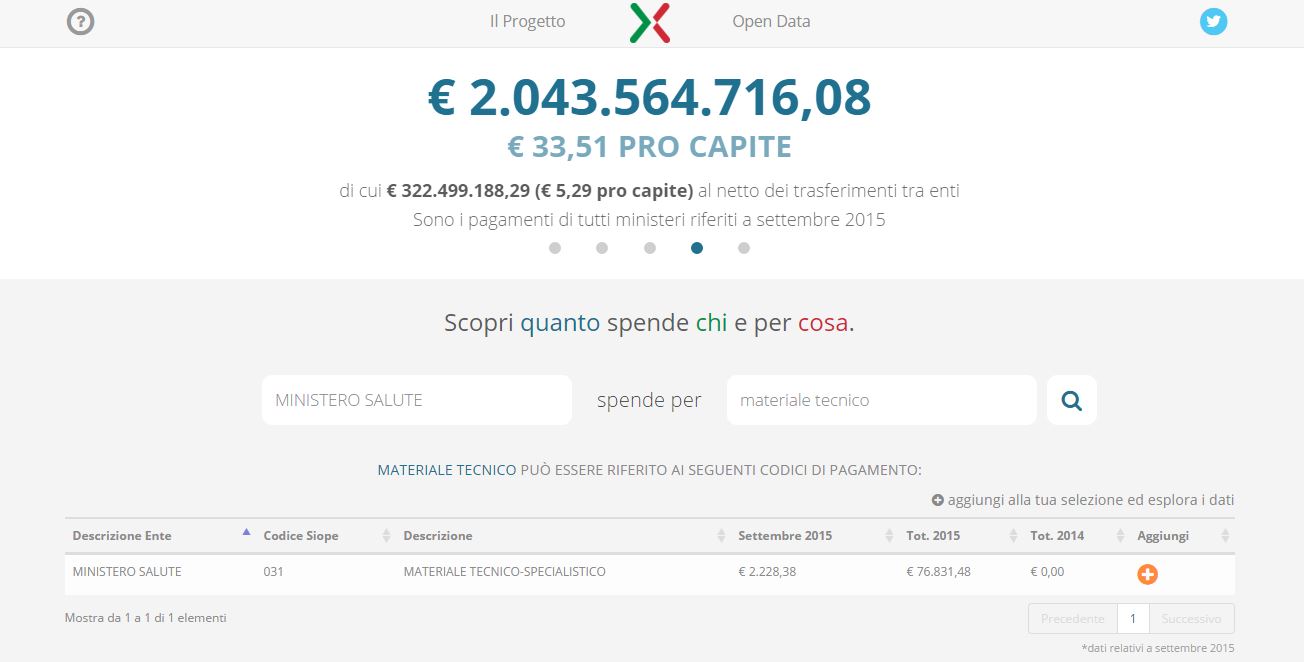 ? Il Progetto Open Data
€ 2.043.564.716,08
€ 33,51 PRO CAPITE
di cui € 322.499.188,29 (€ 5,29 pro capite) al netto dei trasferimenti tra enti
Sono i pagamenti di tutti ministeri riferiti a settembre 2015
Scopri quanto spende chi e per cosa.
MINISTERO SALUTE spende per materiale tecnico
MATERIALE TECNICO PUÒ ESSERE RIFERITO AI SEGUENTI CODICI DI PAGAMENTO:
aggiungi alla tua selezione ed esplora i dati
Descrizione Ente Codice Siope Descrizione Settembre 2015 Tot. 2015 Tot. 2014 Aggiungi
MINISTERO SALUTE 031 MATERIALE TECNICO-SPECIALISTICO € 2.228,38 € 76.831,48 € 0,00
Mostra da 1 a 1 di 1 elementi Precedente 1 Successivo
*dati relativi a settembre 2015